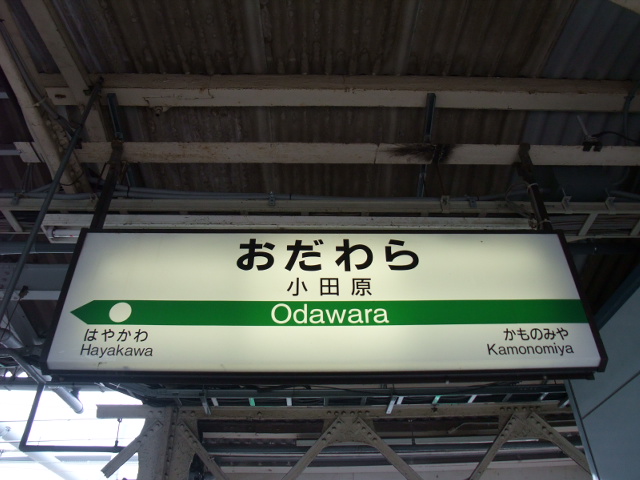 おだわら
小田原
Odawara
はやかわ
Hayakawa
かものみや
Kamonomiya